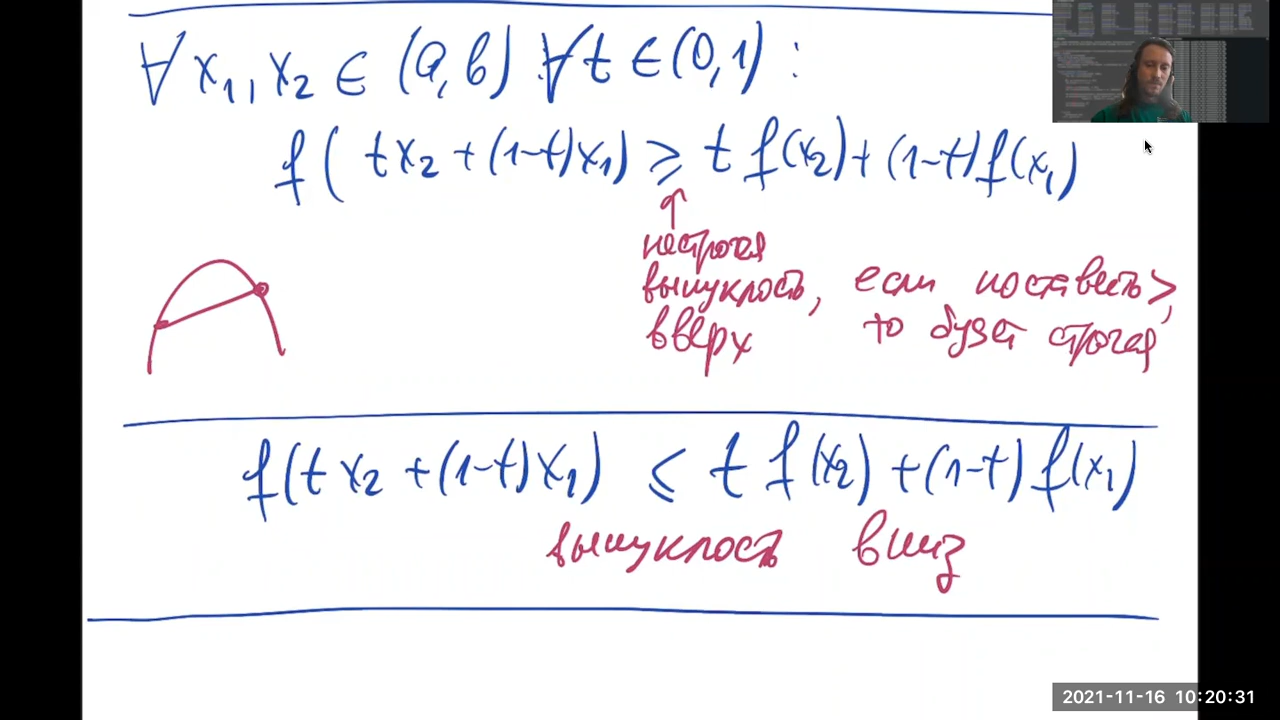 ∀ x₁, x₂ ∈ (a, b) ∀ t ∈ (0, 1) :
f( t x₂ + (1-t)x₁) ⩾ t f(x₂) + (1-t)f(x₁)
↑
нестрогая
выпуклость, если поставить >,
вверх то будет строгая
f(t x₂ + (1-t)x₁) ⩽ t f(x₂) + (1-t) f(x₁)
выпуклость вниз
2021-11-16 10:20:31